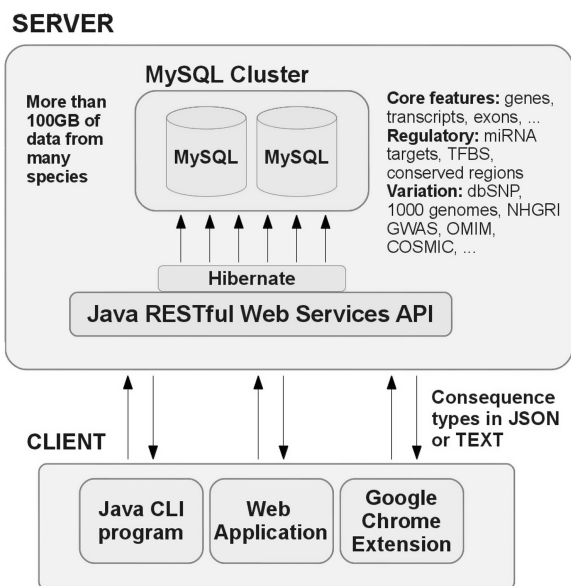 SERVER
MySQL Cluster
More than
100GB of
data from
many
species
MySQL
MySQL
Core features: genes,
transcripts, exons, ...
Regulatory: miRNA
targets, TFBS,
conserved regions
Variation: dbSNP,
1000 genomes, NHGRI
GWAS, OMIM,
COSMIC, ...
Hibernate
Java RESTful Web Services API
Consequence
types in JSON
or TEXT
CLIENT
Java CLI
program
Web
Application
Google
Chrome
Extension